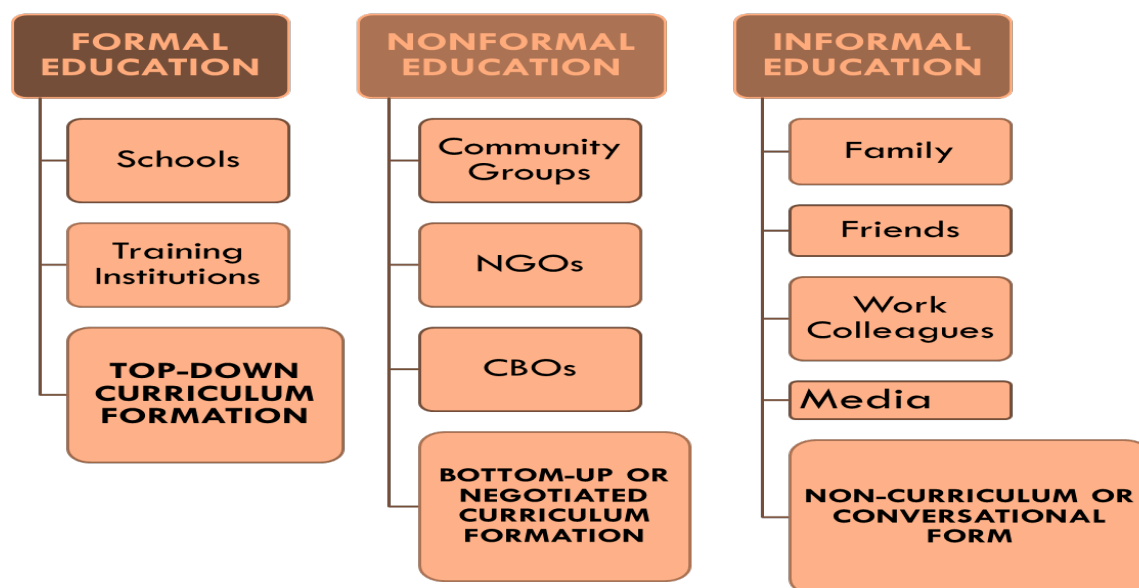 FORMAL
EDUCATION
Schools
Training
Institutions
TOP-DOWN
CURRICULUM
FORMATION
NONFORMAL
EDUCATION
Community
Groups
NGOs
CBOs
BOTTOM-UP OR
NEGOTIATED
CURRICULUM
FORMATION
INFORMAL
EDUCATION
Family
Friends
Work
Colleagues
Media
NON-CURRICULUM OR
CONVERSATIONAL
FORM